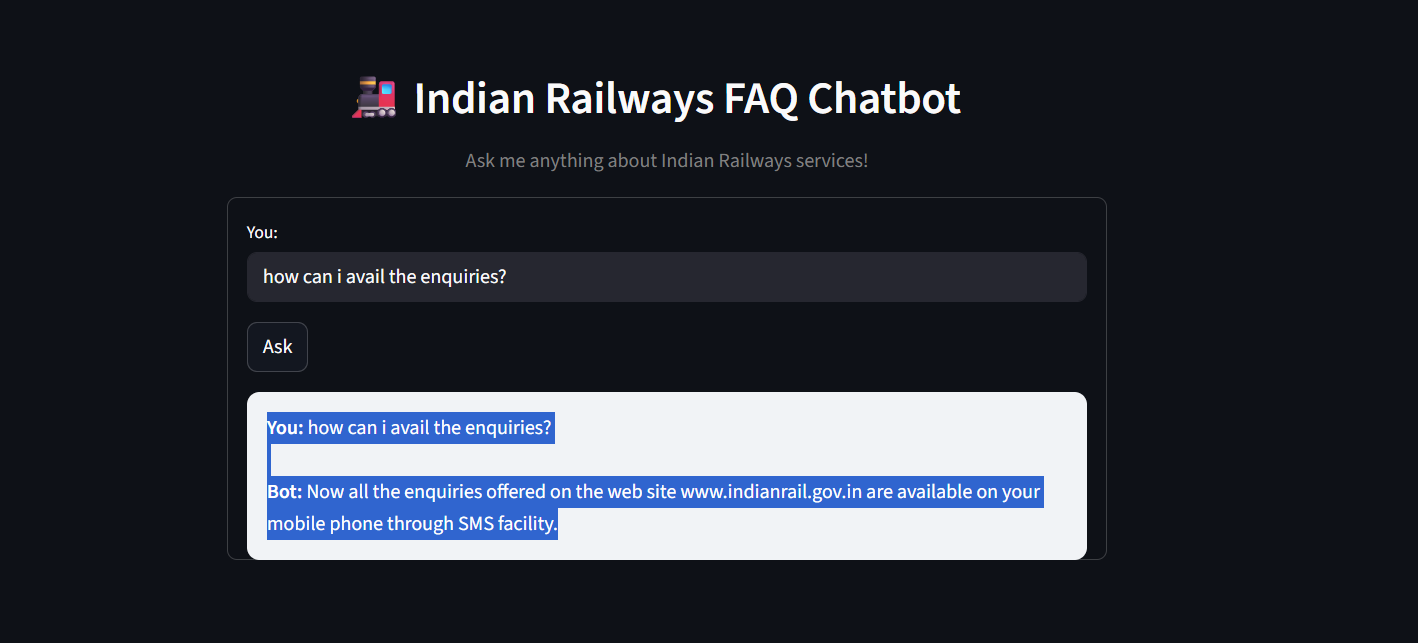 Indian Railways FAQ Chatbot
Ask me anything about Indian Railways services!
You:
how can i avail the enquiries?
Ask
You: how can i avail the enquiries?
Bot: Now all the enquiries offered on the web site www.indianrail.gov.in are available on your
mobile phone through SMS facility.